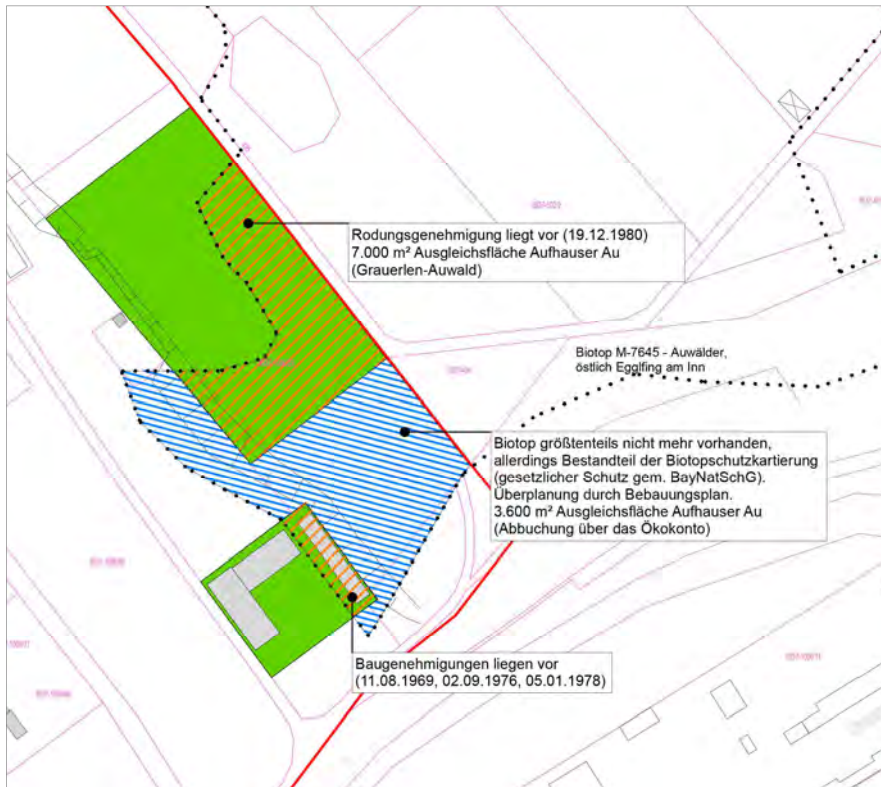 Rodungsgenehmigung liegt vor (19.12.1980)
7.000 m² Ausgleichsfläche Aufhauser Au
(Grauerlen-Auwald)
Biotop M-7645 - Auwälder,
östlich Egglfing am Inn
Biotop größtenteils nicht mehr vorhanden,
allerdings Bestandteil der Biotopschutzkartierung
(gesetzlicher Schutz gem. BayNatSchG).
Überplanung durch Bebauungsplan.
3.600 m² Ausgleichsfläche Aufhauser Au
(Abbuchung über das Ökokonto)
Baugenehmigungen liegen vor
(11.08.1969, 02.09.1976, 05.01.1978)